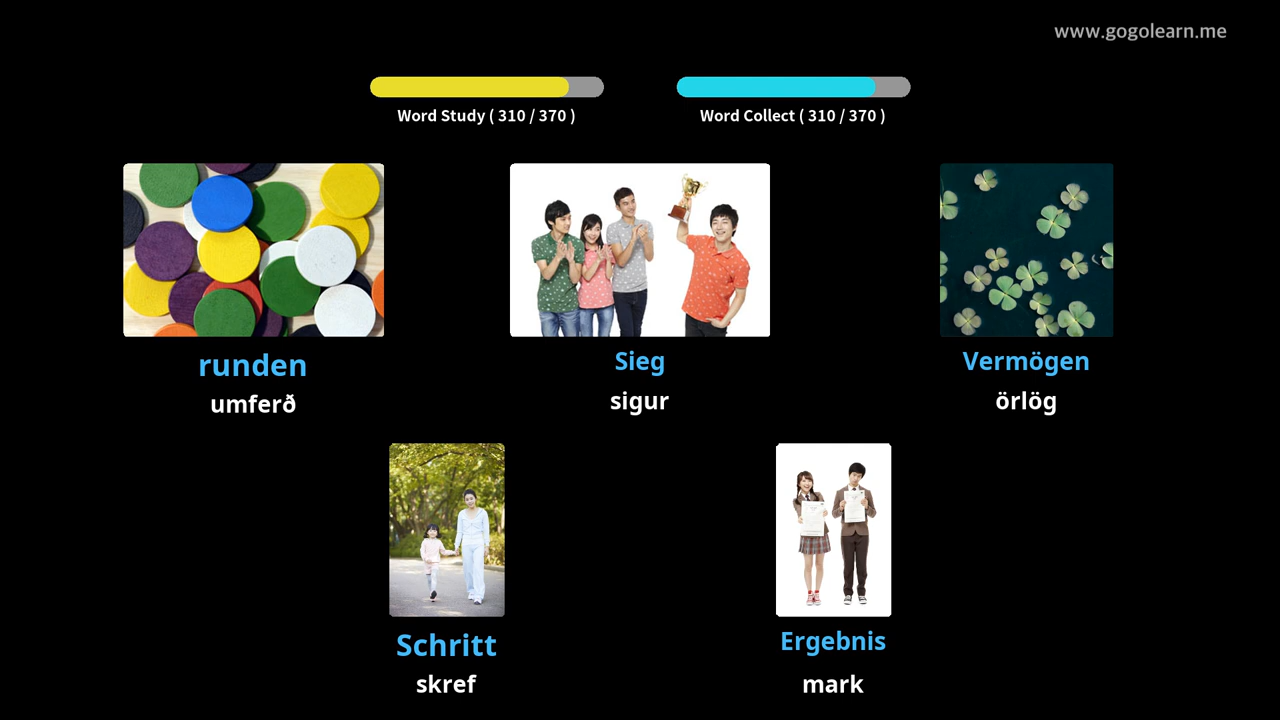 www.gogolearn.me
Word Study ( 310 / 370 )
Word Collect ( 310 / 370 )
runden
umferð
Sieg
sigur
Vermögen
örlög
Schritt
skref
Ergebnis
mark